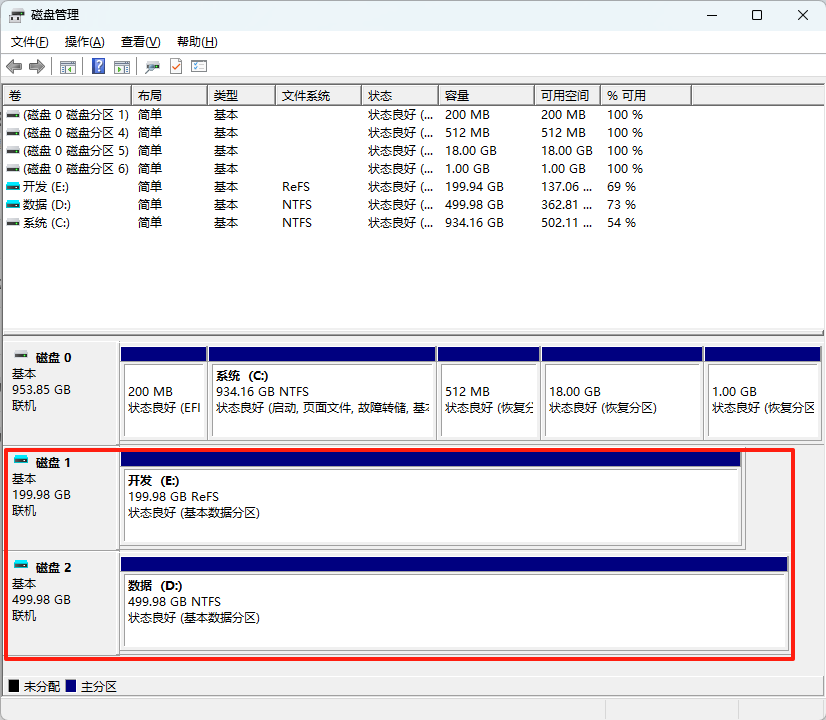 磁盘管理
文件(F) 操作(A) 查看(V) 帮助(H)
卷 布局 类型 文件系统 状态 容量 可用空间 % 可用
(磁盘 0 磁盘分区 1) 简单 基本 状态良好 (... 200 MB 200 MB 100 %
(磁盘 0 磁盘分区 4) 简单 基本 状态良好 (... 512 MB 512 MB 100 %
(磁盘 0 磁盘分区 5) 简单 基本 状态良好 (... 18.00 GB 18.00 GB 100 %
(磁盘 0 磁盘分区 6) 简单 基本 状态良好 (... 1.00 GB 1.00 GB 100 %
开发 (E:) 简单 基本 ReFS 状态良好 (... 199.94 GB 137.06 ... 69 %
数据 (D:) 简单 基本 NTFS 状态良好 (... 499.98 GB 362.81 ... 73 %
系统 (C:) 简单 基本 NTFS 状态良好 (... 934.16 GB 502.11 ... 54 %
磁盘 0
基本
953.85 GB
联机
200 MB
状态良好 (EFI
系统 (C:)
934.16 GB NTFS
状态良好 (启动, 页面文件, 故障转储, 基本
512 MB
状态良好 (恢复分
18.00 GB
状态良好 (恢复分区)
1.00 GB
状态良好 (恢复分区
磁盘 1
基本
199.98 GB
联机
开发 (E:)
199.98 GB ReFS
状态良好 (基本数据分区)
磁盘 2
基本
499.98 GB
联机
数据 (D:)
499.98 GB NTFS
状态良好 (基本数据分区)
未分配 主分区